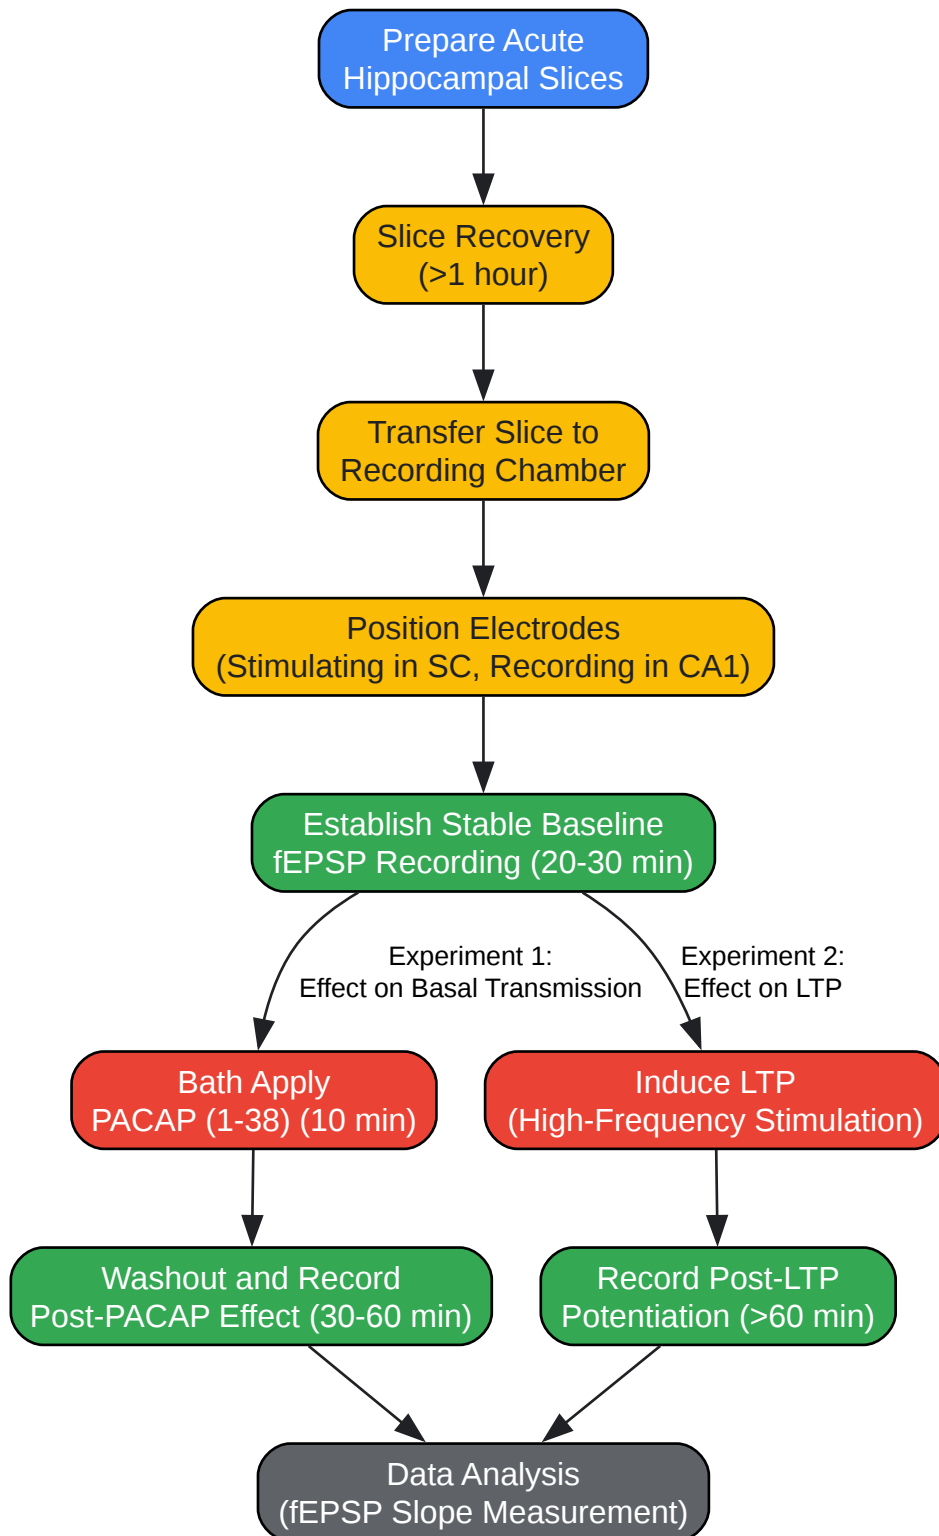 Prepare Acute
Hippocampal Slices
Slice Recovery
(>1 hour)
Transfer Slice to
Recording Chamber
Position Electrodes
(Stimulating in SC, Recording in CA1)
Establish Stable Baseline
fEPSP Recording (20-30 min)
Experiment 1:
Effect on Basal Transmission
Experiment 2:
Effect on LTP
Bath Apply
PACAP (1-38) (10 min)
Induce LTP
(High-Frequency Stimulation)
Washout and Record
Post-PACAP Effect (30-60 min)
Record Post-LTP
Potentiation (>60 min)
Data Analysis
(fEPSP Slope Measurement)